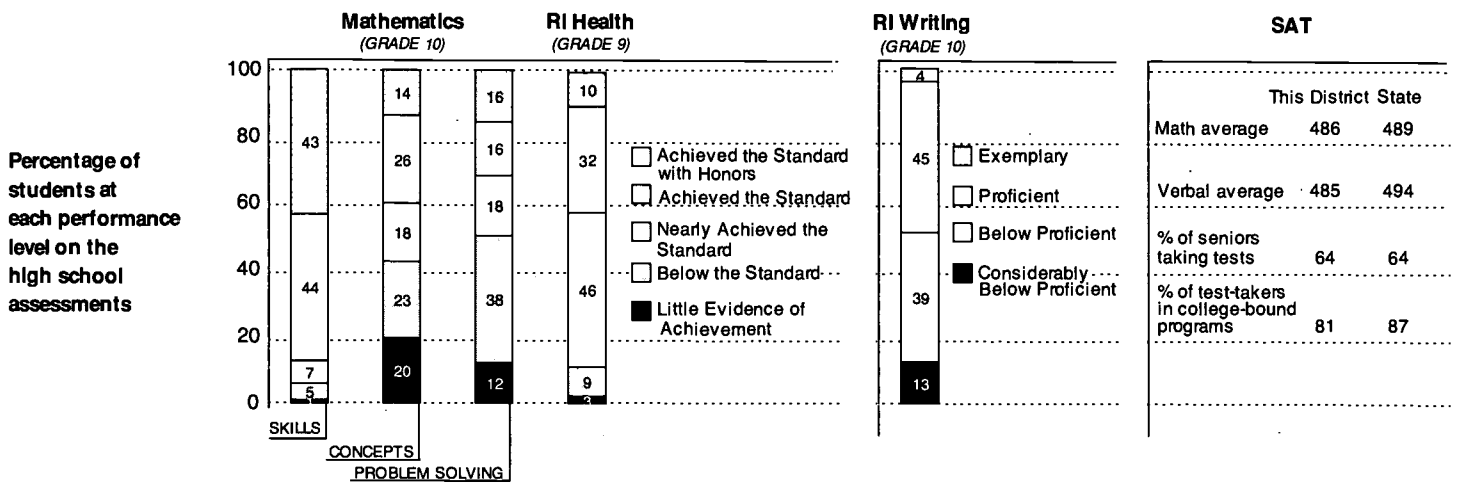 Mathematics
(GRADE 10)
RI Health
(GRADE 9)
RI Writing
(GRADE 10)
SAT
Percentage of
students at
each performance
level on the
high school
assessments
100
80
60
40
20
0
43
44
7
5
14
26
18
23
20
16
16
18
38
12
10
32
46
9
3
SKILLS
CONCEPTS
PROBLEM SOLVING
Achieved the Standard
with Honors
Achieved the Standard
Nearly Achieved the
Standard
Below the Standard
Little Evidence of
Achievement
4
45
39
13
Exemplary
Proficient
Below Proficient
Considerably
Below Proficient
This District State
Math average 486 489
Verbal average 485 494
% of seniors
taking tests 64 64
% of test-takers
in college-bound
programs 81 87